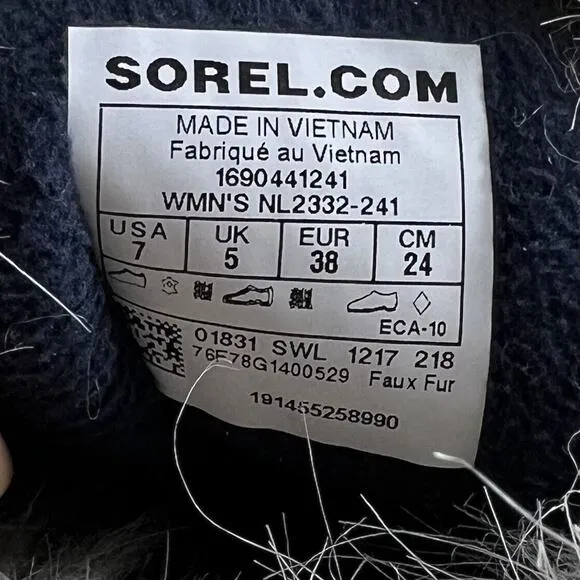 SOREL.COM
MADE IN VIETNAM
Fabriqué au Vietnam
1690441241
WMN'S NL2332-241
USA UK EUR CM
7 5 38 24
ECA-10
01831 SWL 1217 218
76E78G1400529 Faux Fur
191455258990